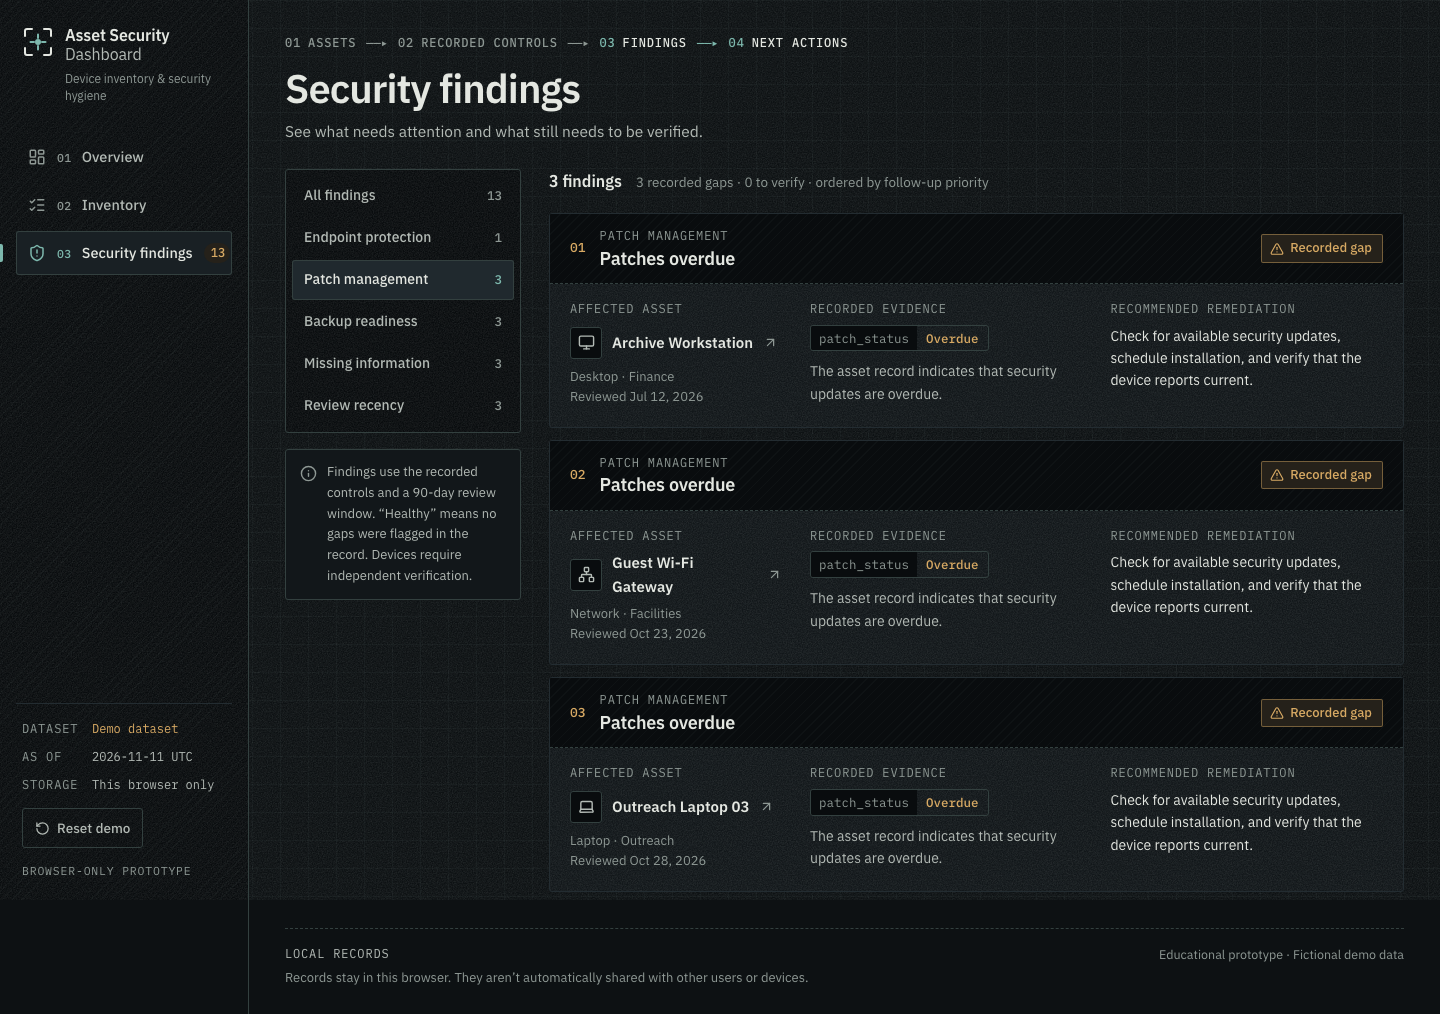 Asset Security
Dashboard
Device inventory & security
hygiene
01 Overview
02 Inventory
03 Security findings 13
DATASET Demo dataset
AS OF 2026-11-11 UTC
STORAGE This browser only
Reset demo
BROWSER-ONLY PROTOTYPE
01 ASSETS 02 RECORDED CONTROLS 03 FINDINGS 04 NEXT ACTIONS
Security findings
See what needs attention and what still needs to be verified.
All findings 13
Endpoint protection 1
Patch management 3
Backup readiness 3
Missing information 3
Review recency 3
Findings use the recorded
controls and a 90-day review
window. “Healthy” means no
gaps were flagged in the
record. Devices require
independent verification.
3 findings 3 recorded gaps · 0 to verify · ordered by follow-up priority
01 PATCH MANAGEMENT
Patches overdue
Recorded gap
AFFECTED ASSET
Archive Workstation
Desktop · Finance
Reviewed Jul 12, 2026
RECORDED EVIDENCE
patch_status Overdue
The asset record indicates that security
updates are overdue.
RECOMMENDED REMEDIATION
Check for available security updates,
schedule installation, and verify that the
device reports current.
02 PATCH MANAGEMENT
Patches overdue
Recorded gap
AFFECTED ASSET
Guest Wi-Fi
Gateway
Network · Facilities
Reviewed Oct 23, 2026
RECORDED EVIDENCE
patch_status Overdue
The asset record indicates that security
updates are overdue.
RECOMMENDED REMEDIATION
Check for available security updates,
schedule installation, and verify that the
device reports current.
03 PATCH MANAGEMENT
Patches overdue
Recorded gap
AFFECTED ASSET
Outreach Laptop 03
Laptop · Outreach
Reviewed Oct 28, 2026
RECORDED EVIDENCE
patch_status Overdue
The asset record indicates that security
updates are overdue.
RECOMMENDED REMEDIATION
Check for available security updates,
schedule installation, and verify that the
device reports current.
LOCAL RECORDS
Records stay in this browser. They aren’t automatically shared with other users or devices.
Educational prototype · Fictional demo data